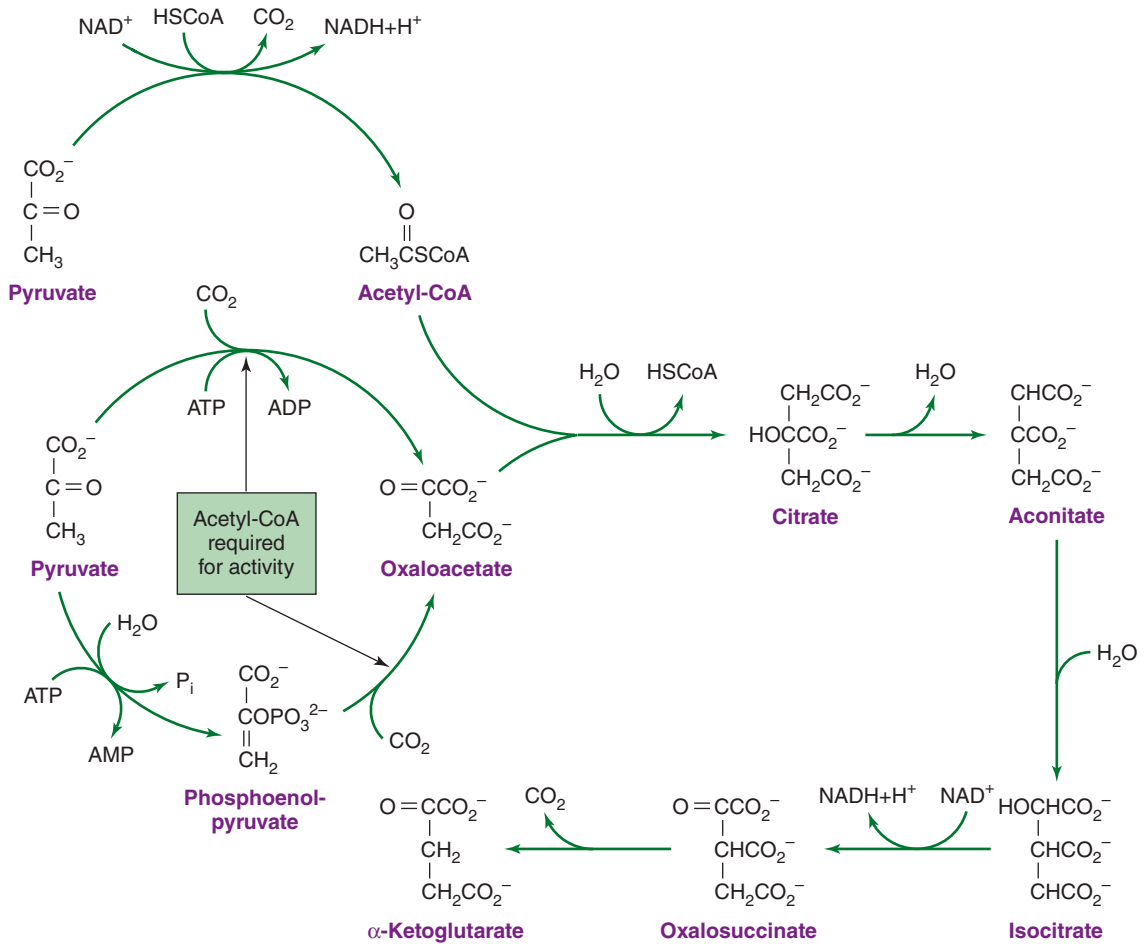 NAD⁺
HSCoA
CO₂
NADH+H⁺
CO₂⁻
C=O
CH₃
Pyruvate
O
CH₃CSCoA
Acetyl-CoA
CO₂
ATP
ADP
CO₂⁻
C=O
CH₃
Pyruvate
Acetyl-CoA
required
for activity
O=CCO₂⁻
CH₂CO₂⁻
Oxaloacetate
H₂O
HSCoA
CH₂CO₂⁻
HOCCO₂⁻
CH₂CO₂⁻
Citrate
H₂O
CHCO₂⁻
CCO₂⁻
CH₂CO₂⁻
Aconitate
H₂O
ATP
Pᵢ
AMP
CO₂⁻
COPO₃²⁻
CH₂
Phosphoenol-
pyruvate
CO₂
H₂O
HOCHCO₂⁻
CHCO₂⁻
CHCO₂⁻
Isocitrate
NADH+H⁺
NAD⁺
O=CCO₂⁻
CHCO₂⁻
CH₂CO₂⁻
Oxalosuccinate
CO₂
O=CCO₂⁻
CH₂
CH₂CO₂⁻
α-Ketoglutarate